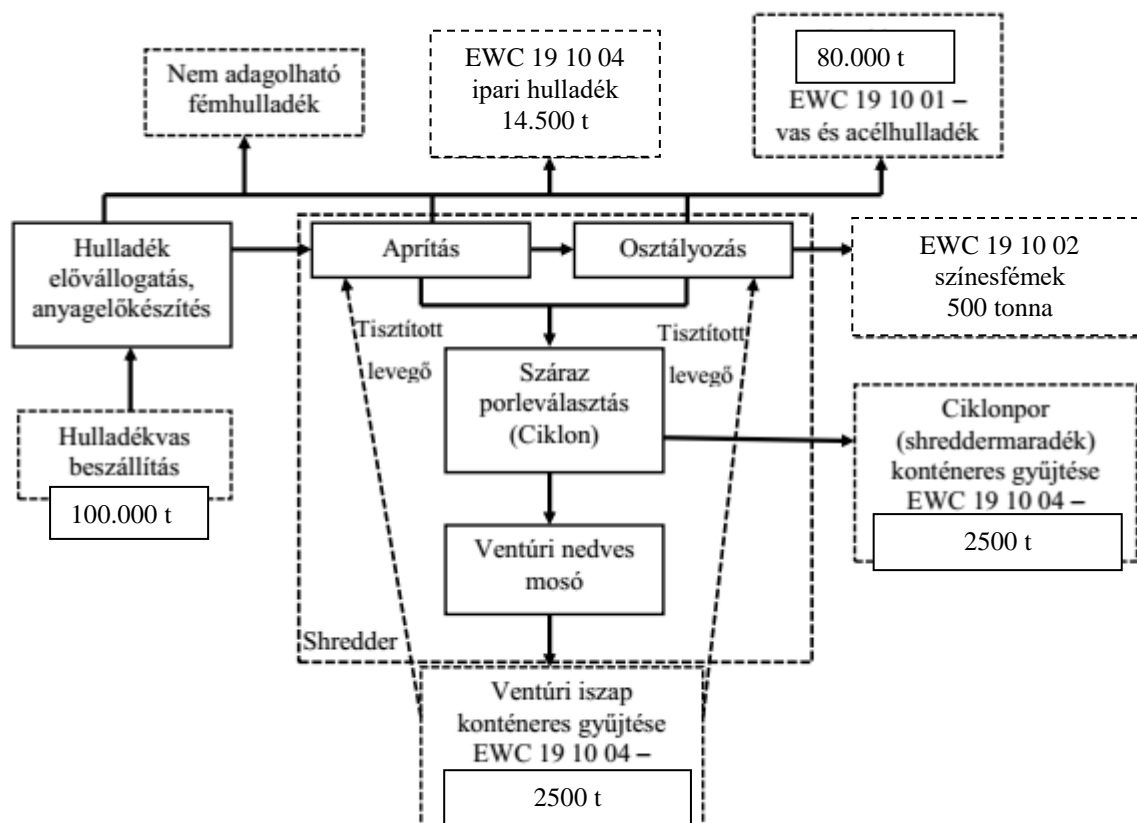 Nem adagolható
fémhulladék
EWC 19 10 04
ipari hulladék
14.500 t
80.000 t
EWC 19 10 01 –
vas és acélhulladék
Hulladék
elővállogatás,
anyagelőkészítés
Aprítás
Osztályozás
EWC 19 10 02
színesfémek
500 tonna
Tisztított
levegő
Tisztított
levegő
Száraz
porleválasztás
(Ciklon)
Hulladékvas
beszállítás
100.000 t
Ciklonpor
(shreddermaradék)
konténeres gyűjtése
EWC 19 10 04 –
2500 t
Ventúri nedves
mosó
Shredder
Ventúri iszap
konténeres gyűjtése
EWC 19 10 04 –
2500 t